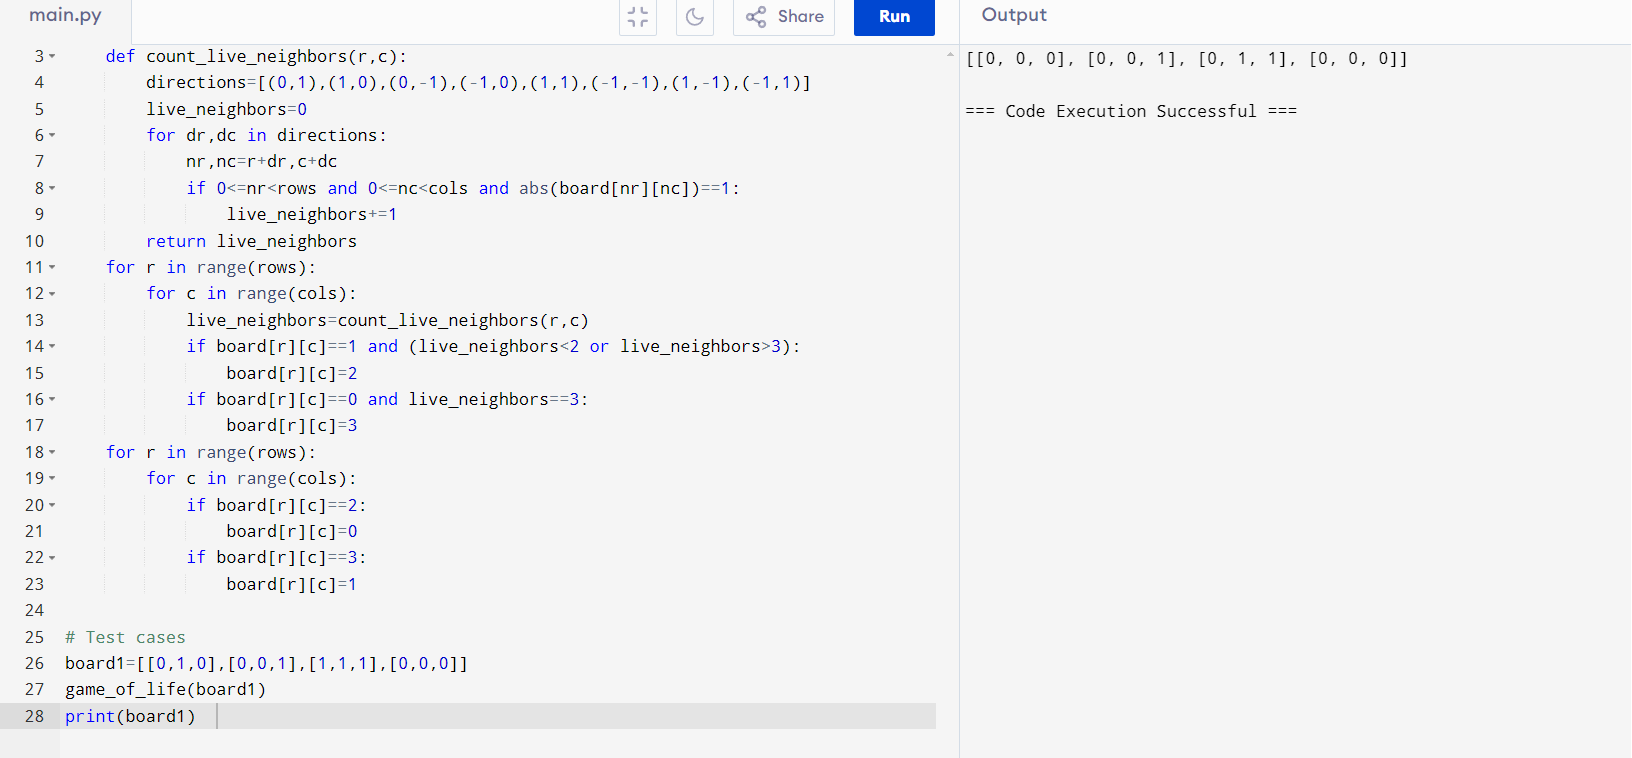 main.py
Share
Run
Output
3 def count_live_neighbors(r,c):
4 directions=[(0,1),(1,0),(0,-1),(-1,0),(1,1),(-1,-1),(1,-1),(-1,1)]
5 live_neighbors=0
6 for dr,dc in directions:
7 nr,nc=r+dr,c+dc
8 if 0<=nr<rows and 0<=nc<cols and abs(board[nr][nc])==1:
9 live_neighbors+=1
10 return live_neighbors
11 for r in range(rows):
12 for c in range(cols):
13 live_neighbors=count_live_neighbors(r,c)
14 if board[r][c]==1 and (live_neighbors<2 or live_neighbors>3):
15 board[r][c]=2
16 if board[r][c]==0 and live_neighbors==3:
17 board[r][c]=3
18 for r in range(rows):
19 for c in range(cols):
20 if board[r][c]==2:
21 board[r][c]=0
22 if board[r][c]==3:
23 board[r][c]=1
24
25 # Test cases
26 board1=[[0,1,0],[0,0,1],[1,1,1],[0,0,0]]
27 game_of_life(board1)
28 print(board1)
[[0, 0, 0], [0, 0, 1], [0, 1, 1], [0, 0, 0]]
=== Code Execution Successful ===